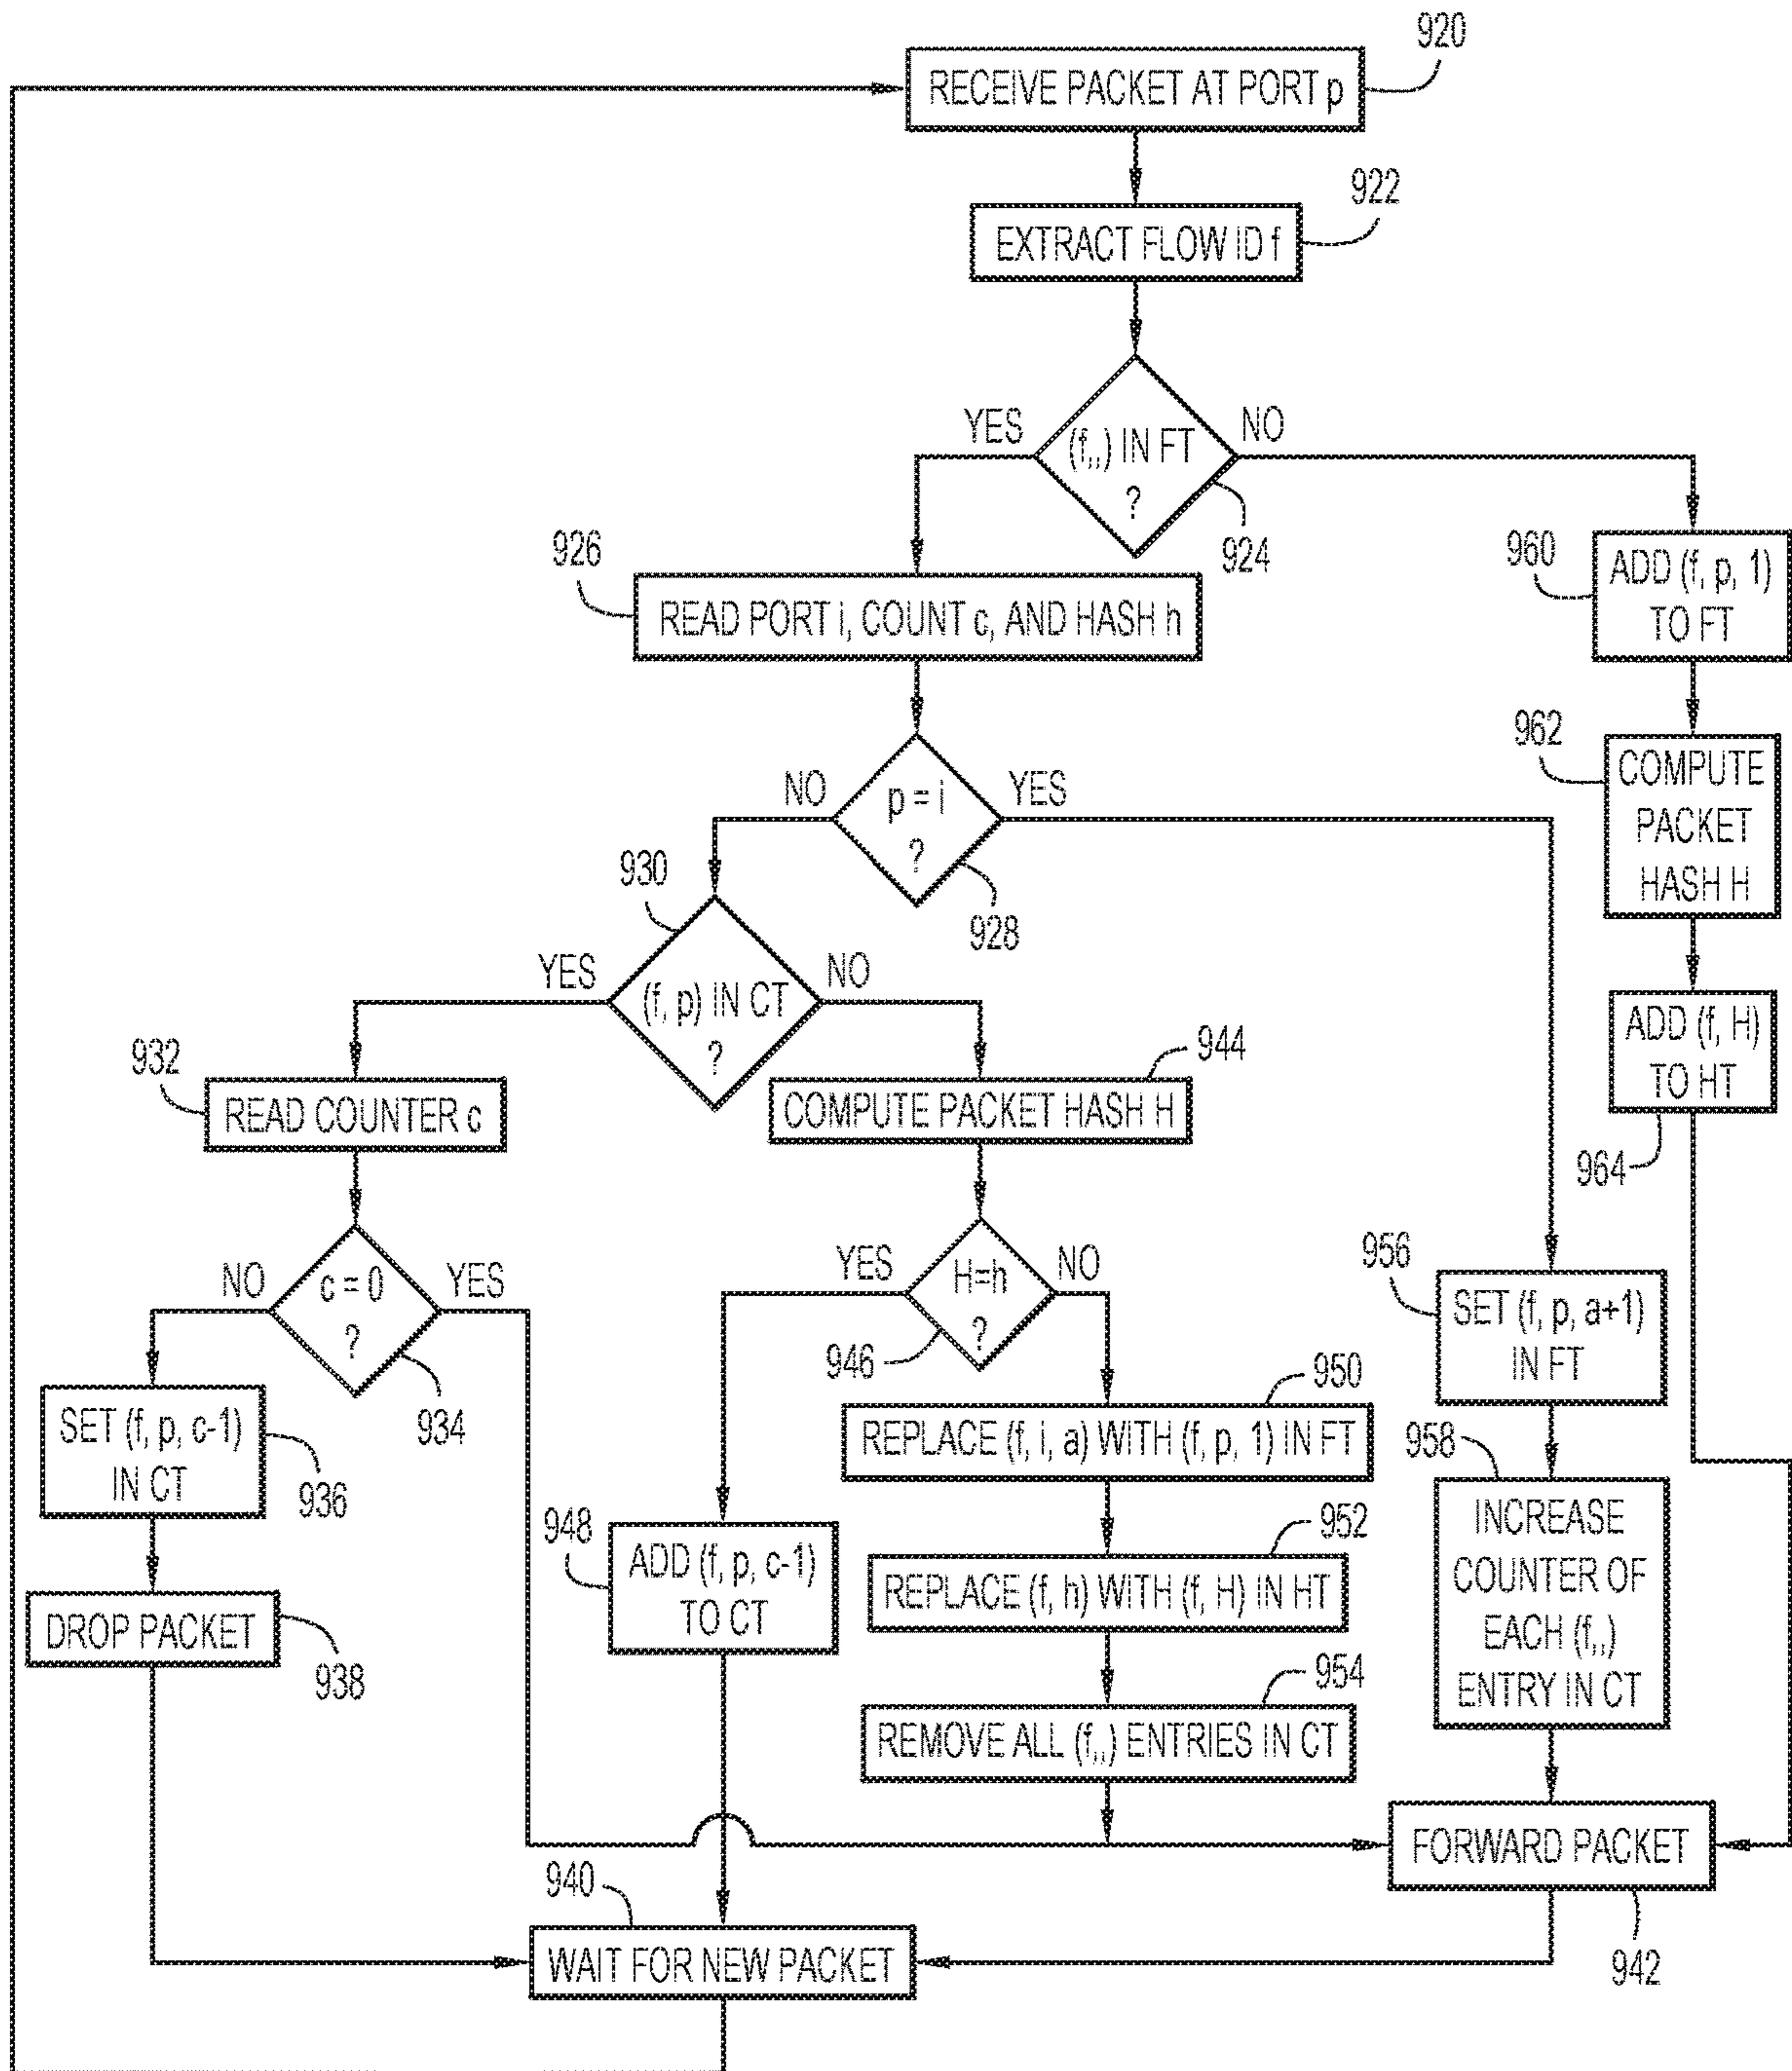 920
RECEIVE PACKET AT PORT p
922
EXTRACT FLOW ID f
YES
(f,,) IN FT
?
NO
924
926
READ PORT i, COUNT c, AND HASH h
960
ADD (f, p, 1)
TO FT
NO
p = i
?
YES
928
962
COMPUTE
PACKET
HASH H
930
YES
(f, p) IN CT
?
NO
932
READ COUNTER c
944
COMPUTE PACKET HASH H
ADD (f, H)
TO HT
964
NO
c = 0
?
YES
934
YES
H=h
?
NO
946
956
SET (f, p, a+1)
IN FT
SET (f, p, c-1)
IN CT
936
950
REPLACE (f, i, a) WITH (f, p, 1) IN FT
958
INCREASE
COUNTER OF
EACH (f,,)
ENTRY IN CT
948
ADD (f, p, c-1)
TO CT
952
REPLACE (f, h) WITH (f, H) IN HT
DROP PACKET
938
954
REMOVE ALL (f,,) ENTRIES IN CT
FORWARD PACKET
942
940
WAIT FOR NEW PACKET